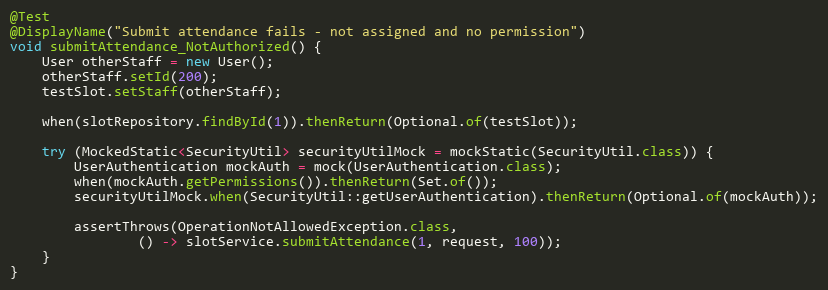 @Test
@DisplayName("Submit attendance fails - not assigned and no permission")
void submitAttendance_NotAuthorized() {
    User otherStaff = new User();
    otherStaff.setId(200);
    testSlot.setStaff(otherStaff);

    when(slotRepository.findById(1)).thenReturn(Optional.of(testSlot));

    try (MockedStatic<SecurityUtil> securityUtilMock = mockStatic(SecurityUtil.class)) {
        UserAuthentication mockAuth = mock(UserAuthentication.class);
        when(mockAuth.getPermissions()).thenReturn(Set.of());
        securityUtilMock.when(SecurityUtil::getUserAuthentication).thenReturn(Optional.of(mockAuth));

        assertThrows(OperationNotAllowedException.class,
                () -> slotService.submitAttendance(1, request, 100));
    }
}